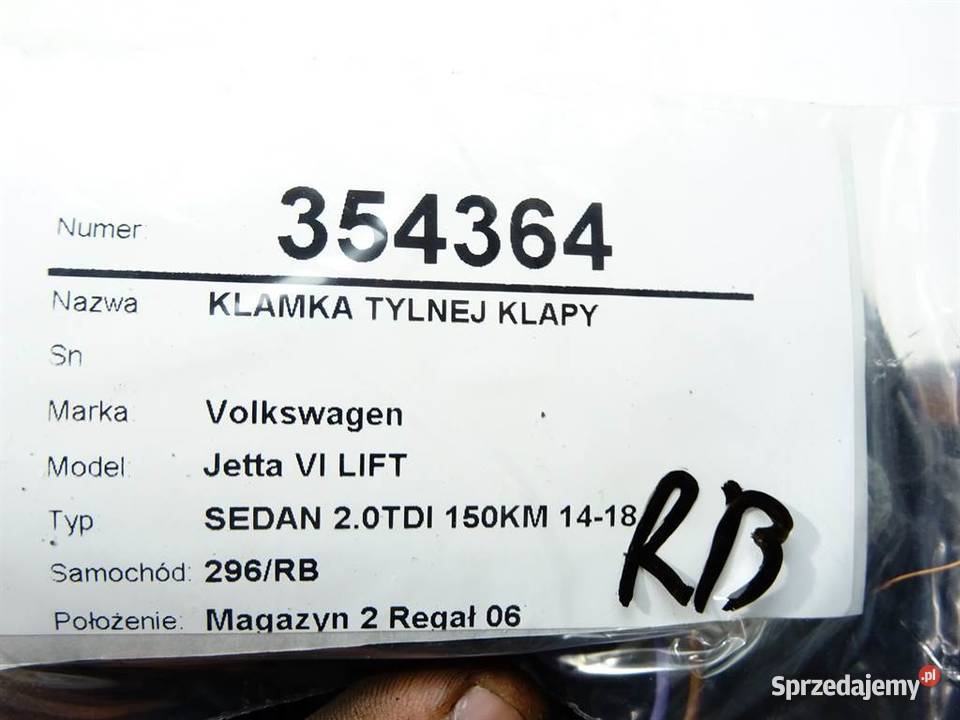 Numer: 354364
Nazwa KLAMKA TYLNEJ KLAPY
Sn
Marka Volkswagen
Model: Jetta VI LIFT
Typ SEDAN 2.0TDI 150KM 14-18
RB
Samochód: 296/RB
Położenie: Magazyn 2 Regał 06
Sprzedajemy.pl